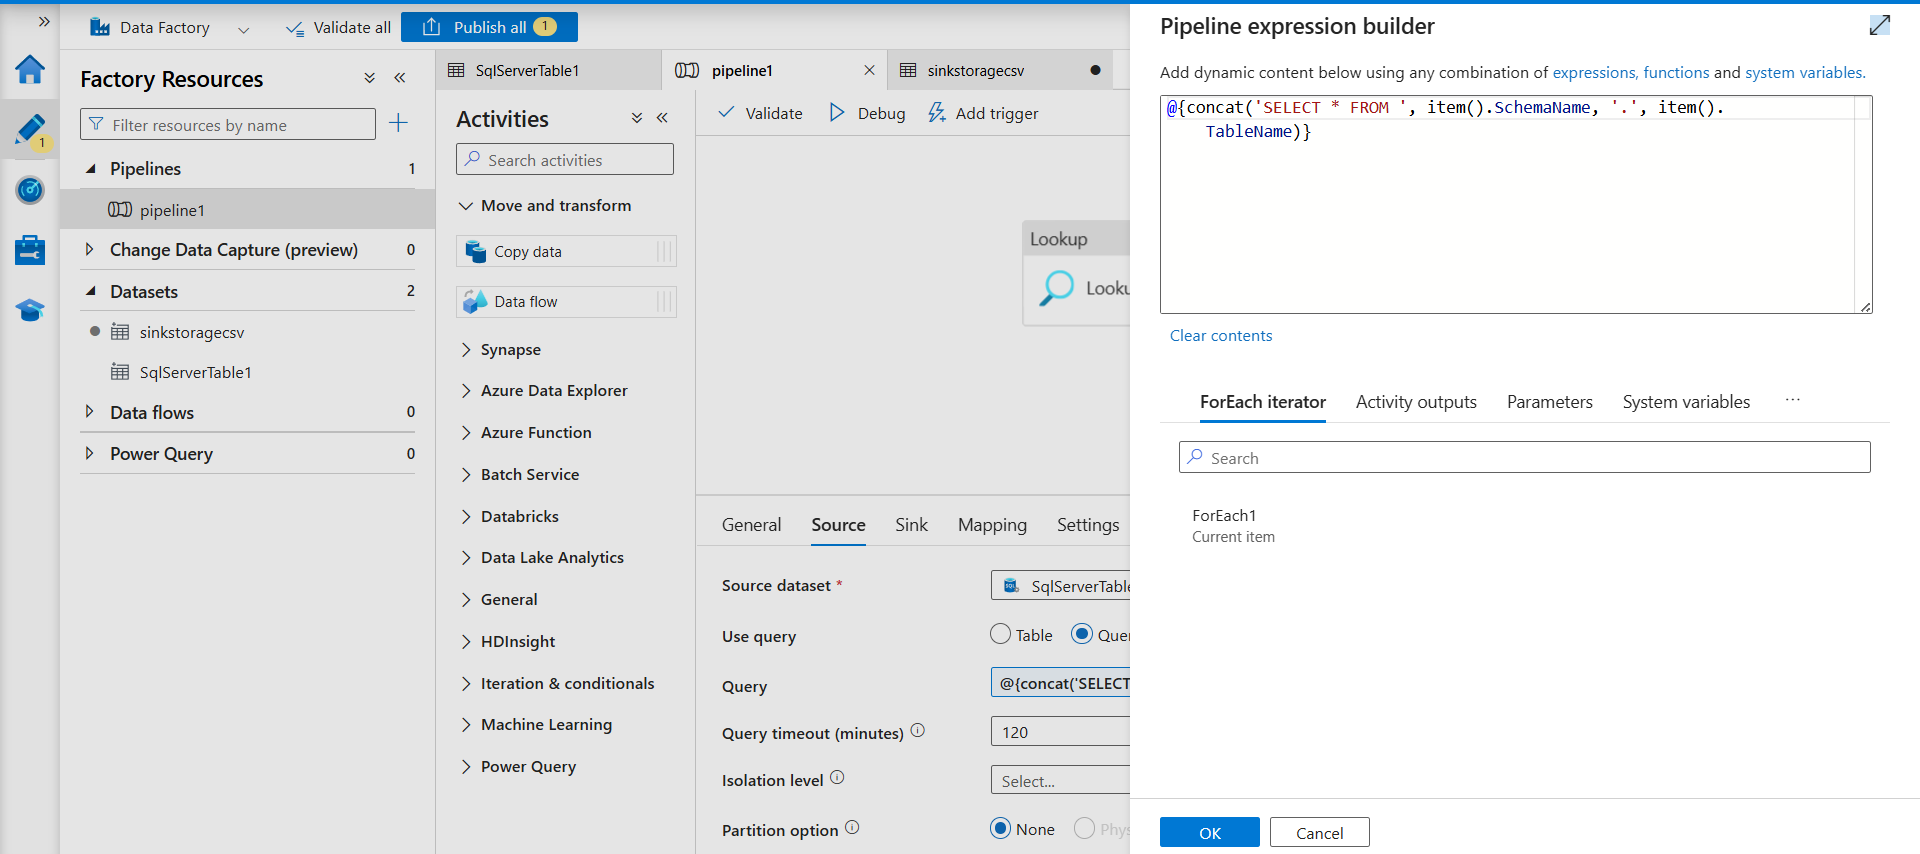 Data Factory
Validate all
Publish all 1
1
Factory Resources
Filter resources by name
Pipelines 1
pipeline1
Change Data Capture (preview) 0
Datasets 2
sinkstoragecsv
SqlServerTable1
Data flows 0
Power Query 0
SqlServerTable1
pipeline1
sinkstoragecsv
Activities
Search activities
Move and transform
Copy data
Data flow
Synapse
Azure Data Explorer
Azure Function
Batch Service
Databricks
Data Lake Analytics
General
HDInsight
Iteration & conditionals
Machine Learning
Power Query
Validate
Debug
Add trigger
Lookup
Looku
General
Source
Sink
Mapping
Settings
Source dataset *
SqlServerTable
Use query
Table
Quer
Query
@{concat('SELECT
Query timeout (minutes)
120
Isolation level
Select...
Partition option
None
Phys
Pipeline expression builder
Add dynamic content below using any combination of expressions, functions and system variables.
@{concat('SELECT * FROM ', item().SchemaName, '.', item().
TableName)}
Clear contents
ForEach iterator
Activity outputs
Parameters
System variables
...
Search
ForEach1
Current item
OK
Cancel